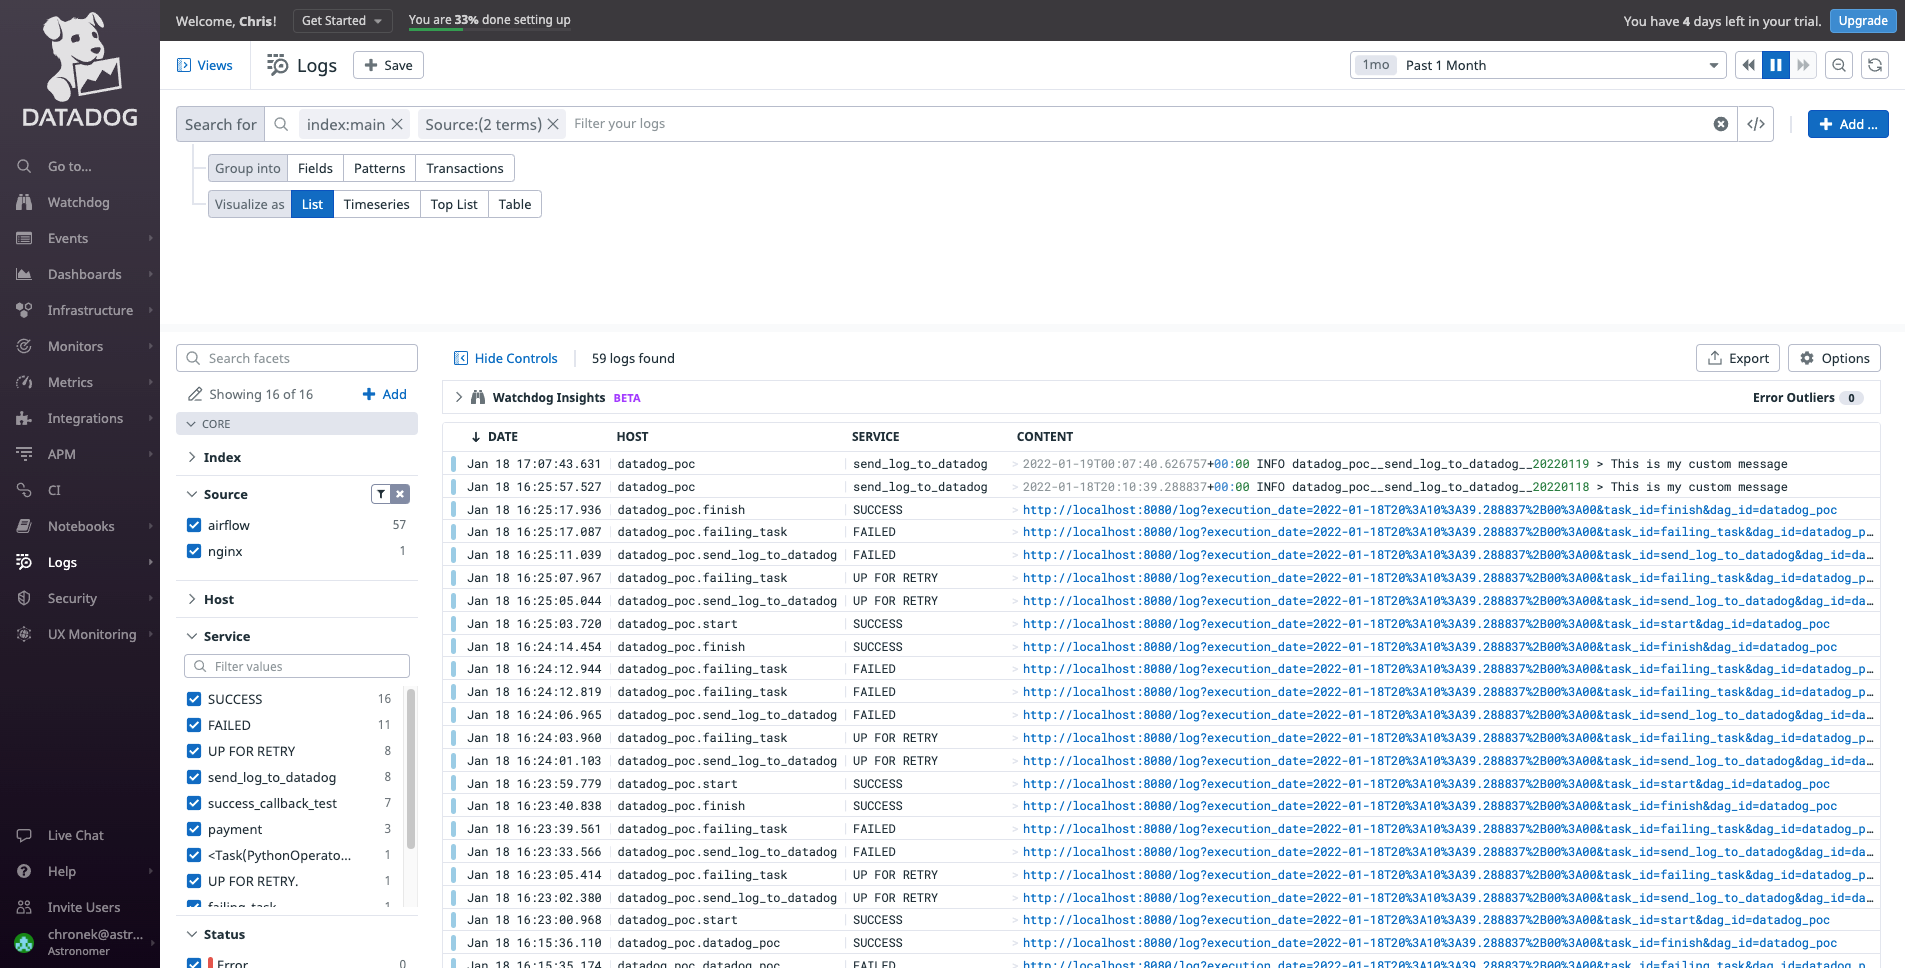 Welcome, Chris! Get Started You are 33% done setting up You have 4 days left in your trial. Upgrade
DATADOG
Go to...
Watchdog
Events
Dashboards
Infrastructure
Monitors
Metrics
Integrations
APM
CI
Notebooks
Logs
Security
UX Monitoring
Live Chat
Help
Invite Users
chronek@astr...
Astronomer
Views Logs + Save 1mo Past 1 Month
Search for index:main Source:(2 terms) Filter your logs </> + Add ...
Group into Fields Patterns Transactions
Visualize as List Timeseries Top List Table
Search facets
Showing 16 of 16 + Add
CORE
Index
Source
airflow 57
nginx 1
Host
Service
Filter values
SUCCESS 16
FAILED 11
UP FOR RETRY 8
send_log_to_datadog 8
success_callback_test 7
payment 3
<Task(PythonOperato... 1
UP FOR RETRY. 1
failing_task 1
Status
Error 0
Hide Controls 59 logs found Export Options
Watchdog Insights BETA Error Outliers 0
DATE HOST SERVICE CONTENT
Jan 18 17:07:43.631 datadog_poc send_log_to_datadog > 2022-01-19T00:07:40.626757+00:00 INFO datadog_poc__send_log_to_datadog__20220119 > This is my custom message
Jan 18 16:25:57.527 datadog_poc send_log_to_datadog > 2022-01-18T20:10:39.288837+00:00 INFO datadog_poc__send_log_to_datadog__20220118 > This is my custom message
Jan 18 16:25:17.936 datadog_poc.finish SUCCESS > http://localhost:8080/log?execution_date=2022-01-18T20%3A10%3A39.288837%2B00%3A00&task_id=finish&dag_id=datadog_poc
Jan 18 16:25:17.087 datadog_poc.failing_task FAILED > http://localhost:8080/log?execution_date=2022-01-18T20%3A10%3A39.288837%2B00%3A00&task_id=failing_task&dag_id=datadog_p...
Jan 18 16:25:11.039 datadog_poc.send_log_to_datadog FAILED > http://localhost:8080/log?execution_date=2022-01-18T20%3A10%3A39.288837%2B00%3A00&task_id=send_log_to_datadog&dag_id=da...
Jan 18 16:25:07.967 datadog_poc.failing_task UP FOR RETRY > http://localhost:8080/log?execution_date=2022-01-18T20%3A10%3A39.288837%2B00%3A00&task_id=failing_task&dag_id=datadog_p...
Jan 18 16:25:05.044 datadog_poc.send_log_to_datadog UP FOR RETRY > http://localhost:8080/log?execution_date=2022-01-18T20%3A10%3A39.288837%2B00%3A00&task_id=send_log_to_datadog&dag_id=da...
Jan 18 16:25:03.720 datadog_poc.start SUCCESS > http://localhost:8080/log?execution_date=2022-01-18T20%3A10%3A39.288837%2B00%3A00&task_id=start&dag_id=datadog_poc
Jan 18 16:24:14.454 datadog_poc.finish SUCCESS > http://localhost:8080/log?execution_date=2022-01-18T20%3A10%3A39.288837%2B00%3A00&task_id=finish&dag_id=datadog_poc
Jan 18 16:24:12.944 datadog_poc.failing_task FAILED > http://localhost:8080/log?execution_date=2022-01-18T20%3A10%3A39.288837%2B00%3A00&task_id=failing_task&dag_id=datadog_p...
Jan 18 16:24:12.819 datadog_poc.failing_task FAILED > http://localhost:8080/log?execution_date=2022-01-18T20%3A10%3A39.288837%2B00%3A00&task_id=failing_task&dag_id=datadog_p...
Jan 18 16:24:06.965 datadog_poc.send_log_to_datadog FAILED > http://localhost:8080/log?execution_date=2022-01-18T20%3A10%3A39.288837%2B00%3A00&task_id=send_log_to_datadog&dag_id=da...
Jan 18 16:24:03.960 datadog_poc.failing_task UP FOR RETRY > http://localhost:8080/log?execution_date=2022-01-18T20%3A10%3A39.288837%2B00%3A00&task_id=failing_task&dag_id=datadog_p...
Jan 18 16:24:01.103 datadog_poc.send_log_to_datadog UP FOR RETRY > http://localhost:8080/log?execution_date=2022-01-18T20%3A10%3A39.288837%2B00%3A00&task_id=send_log_to_datadog&dag_id=da...
Jan 18 16:23:59.779 datadog_poc.start SUCCESS > http://localhost:8080/log?execution_date=2022-01-18T20%3A10%3A39.288837%2B00%3A00&task_id=start&dag_id=datadog_poc
Jan 18 16:23:40.838 datadog_poc.finish SUCCESS > http://localhost:8080/log?execution_date=2022-01-18T20%3A10%3A39.288837%2B00%3A00&task_id=finish&dag_id=datadog_poc
Jan 18 16:23:39.561 datadog_poc.failing_task FAILED > http://localhost:8080/log?execution_date=2022-01-18T20%3A10%3A39.288837%2B00%3A00&task_id=failing_task&dag_id=datadog_p...
Jan 18 16:23:33.566 datadog_poc.send_log_to_datadog FAILED > http://localhost:8080/log?execution_date=2022-01-18T20%3A10%3A39.288837%2B00%3A00&task_id=send_log_to_datadog&dag_id=da...
Jan 18 16:23:05.414 datadog_poc.failing_task UP FOR RETRY > http://localhost:8080/log?execution_date=2022-01-18T20%3A10%3A39.288837%2B00%3A00&task_id=failing_task&dag_id=datadog_p...
Jan 18 16:23:02.380 datadog_poc.send_log_to_datadog UP FOR RETRY > http://localhost:8080/log?execution_date=2022-01-18T20%3A10%3A39.288837%2B00%3A00&task_id=send_log_to_datadog&dag_id=da...
Jan 18 16:23:00.968 datadog_poc.start SUCCESS > http://localhost:8080/log?execution_date=2022-01-18T20%3A10%3A39.288837%2B00%3A00&task_id=start&dag_id=datadog_poc
Jan 18 16:15:36.110 datadog_poc.datadog_poc SUCCESS > http://localhost:8080/log?execution_date=2022-01-18T20%3A10%3A39.288837%2B00%3A00&task_id=finish&dag_id=datadog_poc
Jan 18 16:15:35.174 datadog_poc.datadog_poc FAILED > http://localhost:8080/log?execution_date=2022-01-18T20%3A10%3A39.288837%2B00%3A00&task_id=failing_task&dag_id=datadog_p...